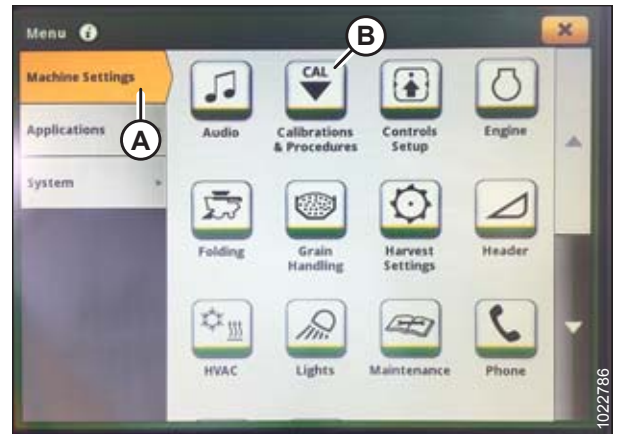 Menu i
B
Machine Settings
A
Applications
System
CAL
Audio
Calibrations
& Procedures
Controls
Setup
Engine
Folding
Grain
Handling
Harvest
Settings
Header
HVAC
Lights
Maintenance
Phone
1022786